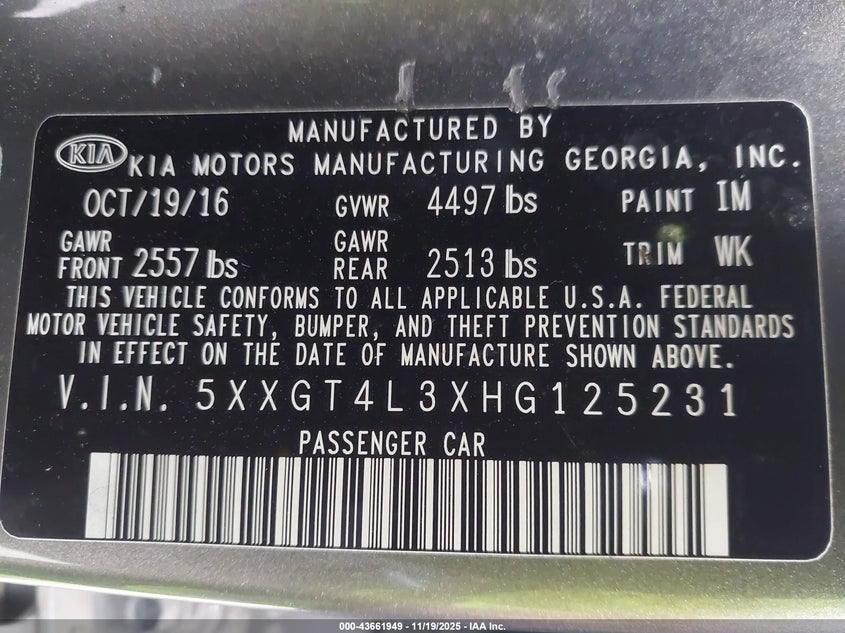 MANUFACTURED BY
KIA KIA MOTORS MANUFACTURING GEORGIA, INC.
OCT/19/16 GVWR 4497 lbs PAINT IM
GAWR FRONT 2557 lbs GAWR REAR 2513 lbs TRIM WK
THIS VEHICLE CONFORMS TO ALL APPLICABLE U.S.A. FEDERAL
MOTOR VEHICLE SAFETY, BUMPER, AND THEFT PREVENTION STANDARDS
IN EFFECT ON THE DATE OF MANUFACTURE SHOWN ABOVE.
V.I.N. 5XXGT4L3XHG125231
PASSENGER CAR
000-43661949 - 11/19/2025 - IAA Inc.